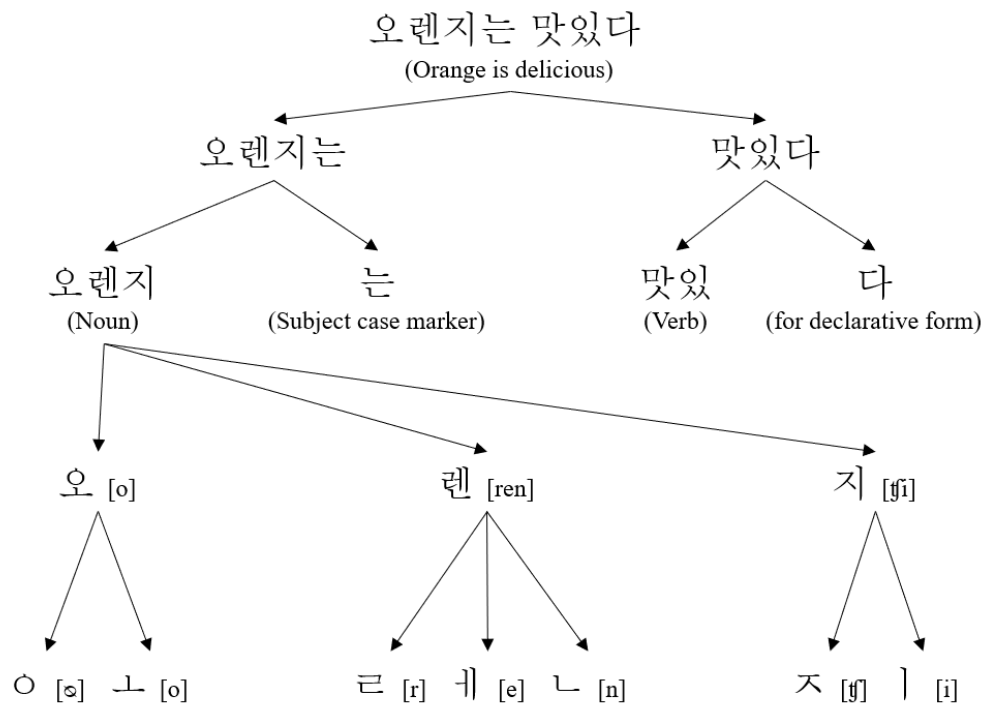 오렌지는 맛있다
(Orange is delicious)
오렌지는 맛있다
오렌지 는 맛있 다
(Noun) (Subject case marker) (Verb) (for declarative form)
오 [o] 렌 [ren] 지 [ʧi]
ㅇ [ᴓ] ㅗ [o] ㄹ [r] ㅔ [e] ㄴ [n] ㅈ [ʧ] ㅣ [i]